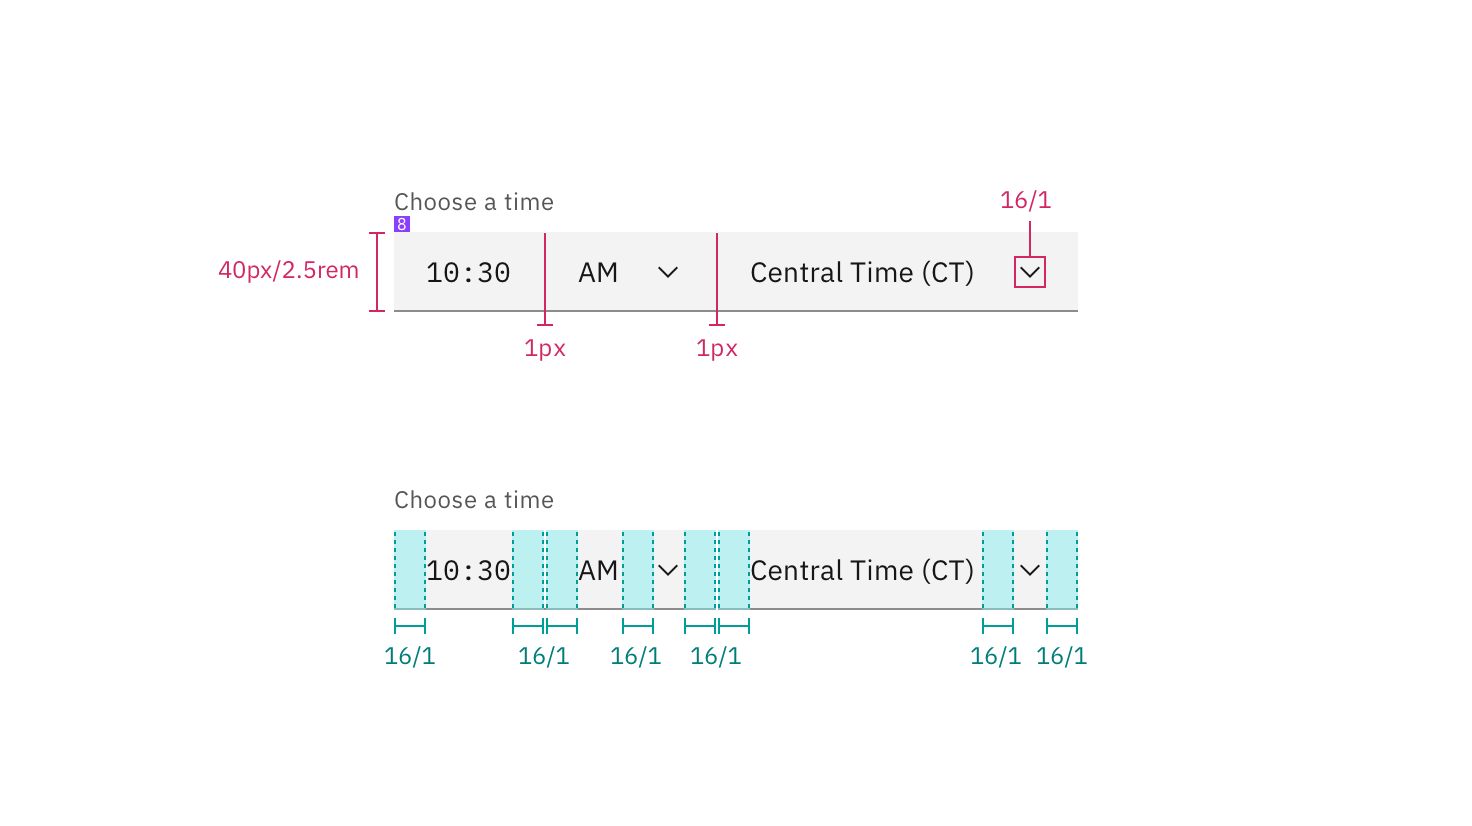 Choose a time
16/1
8
40px/2.5rem
10:30 AM Central Time (CT)
1px 1px
Choose a time
10:30 AM Central Time (CT)
16/1 16/1 16/1 16/1 16/1 16/1